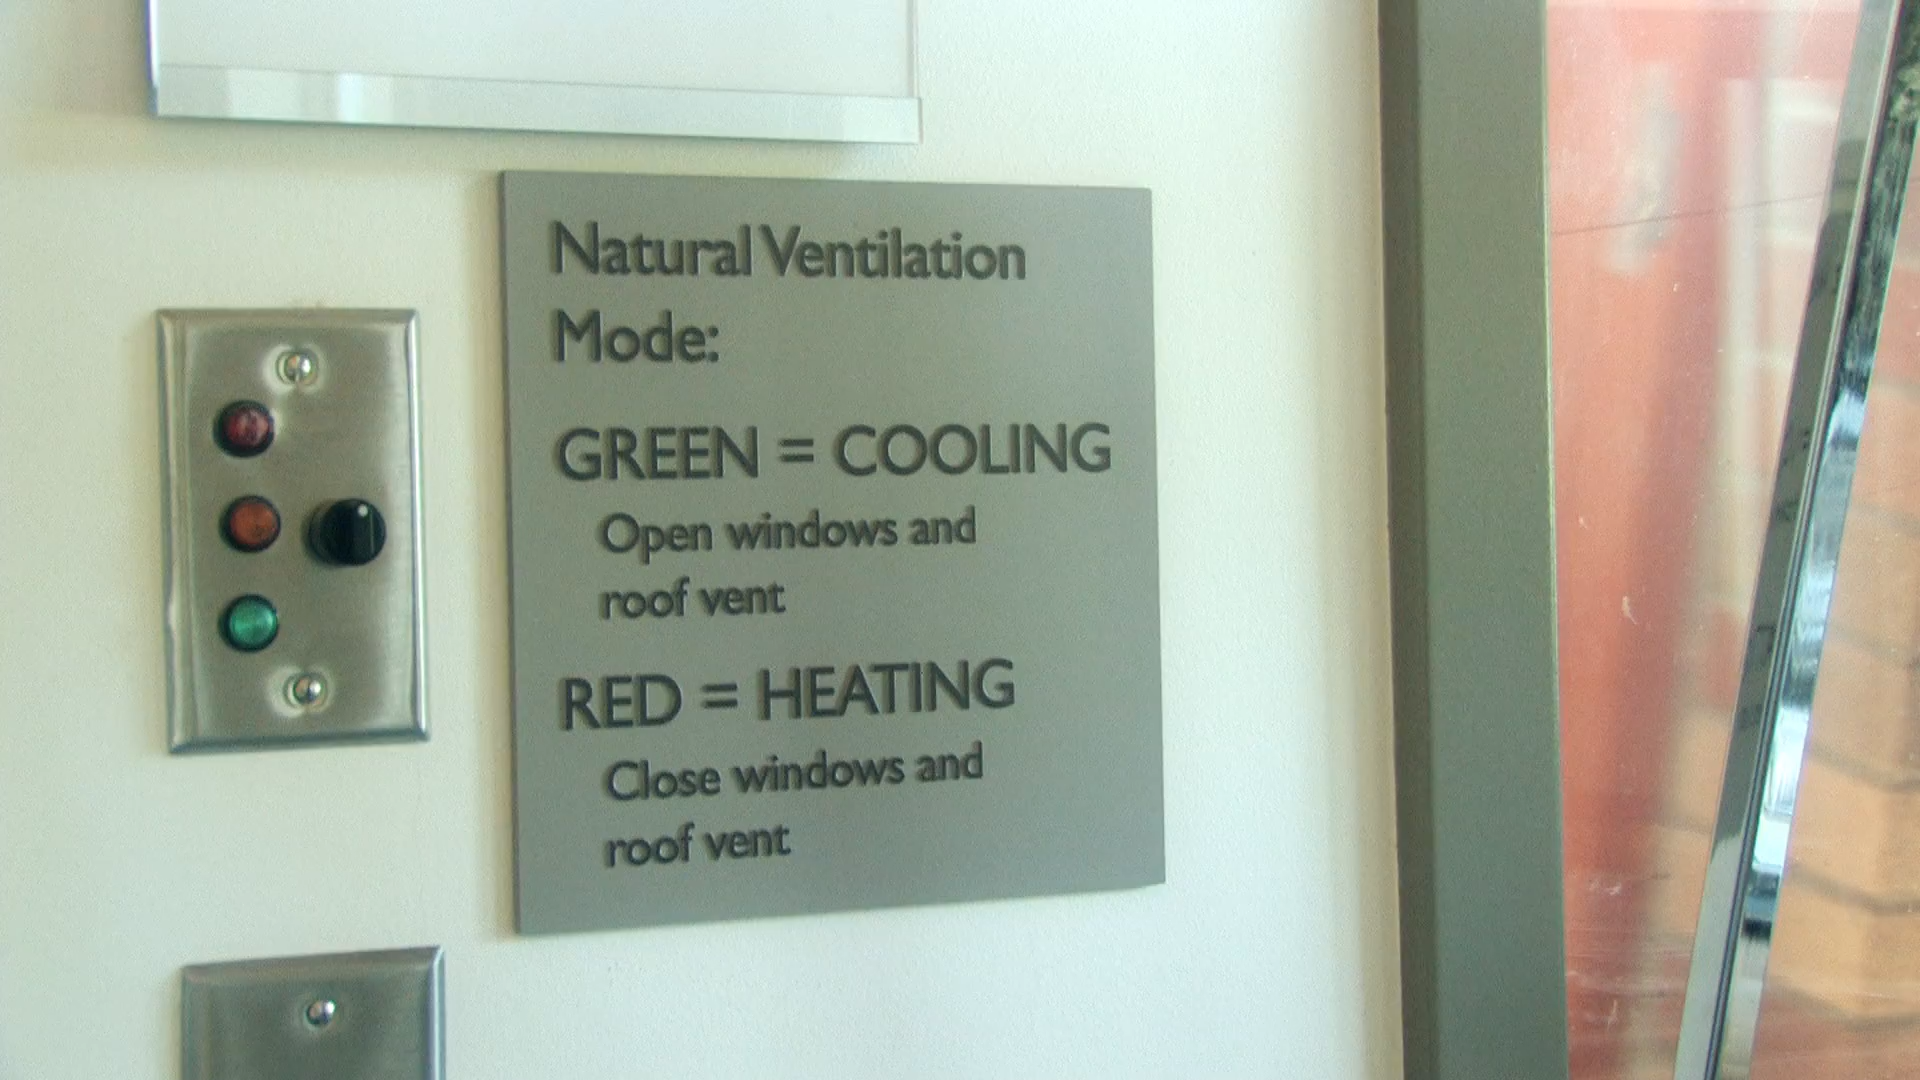 Natural Ventilation
Mode:
GREEN = COOLING
Open windows and
roof vent
RED = HEATING
Close windows and
roof vent